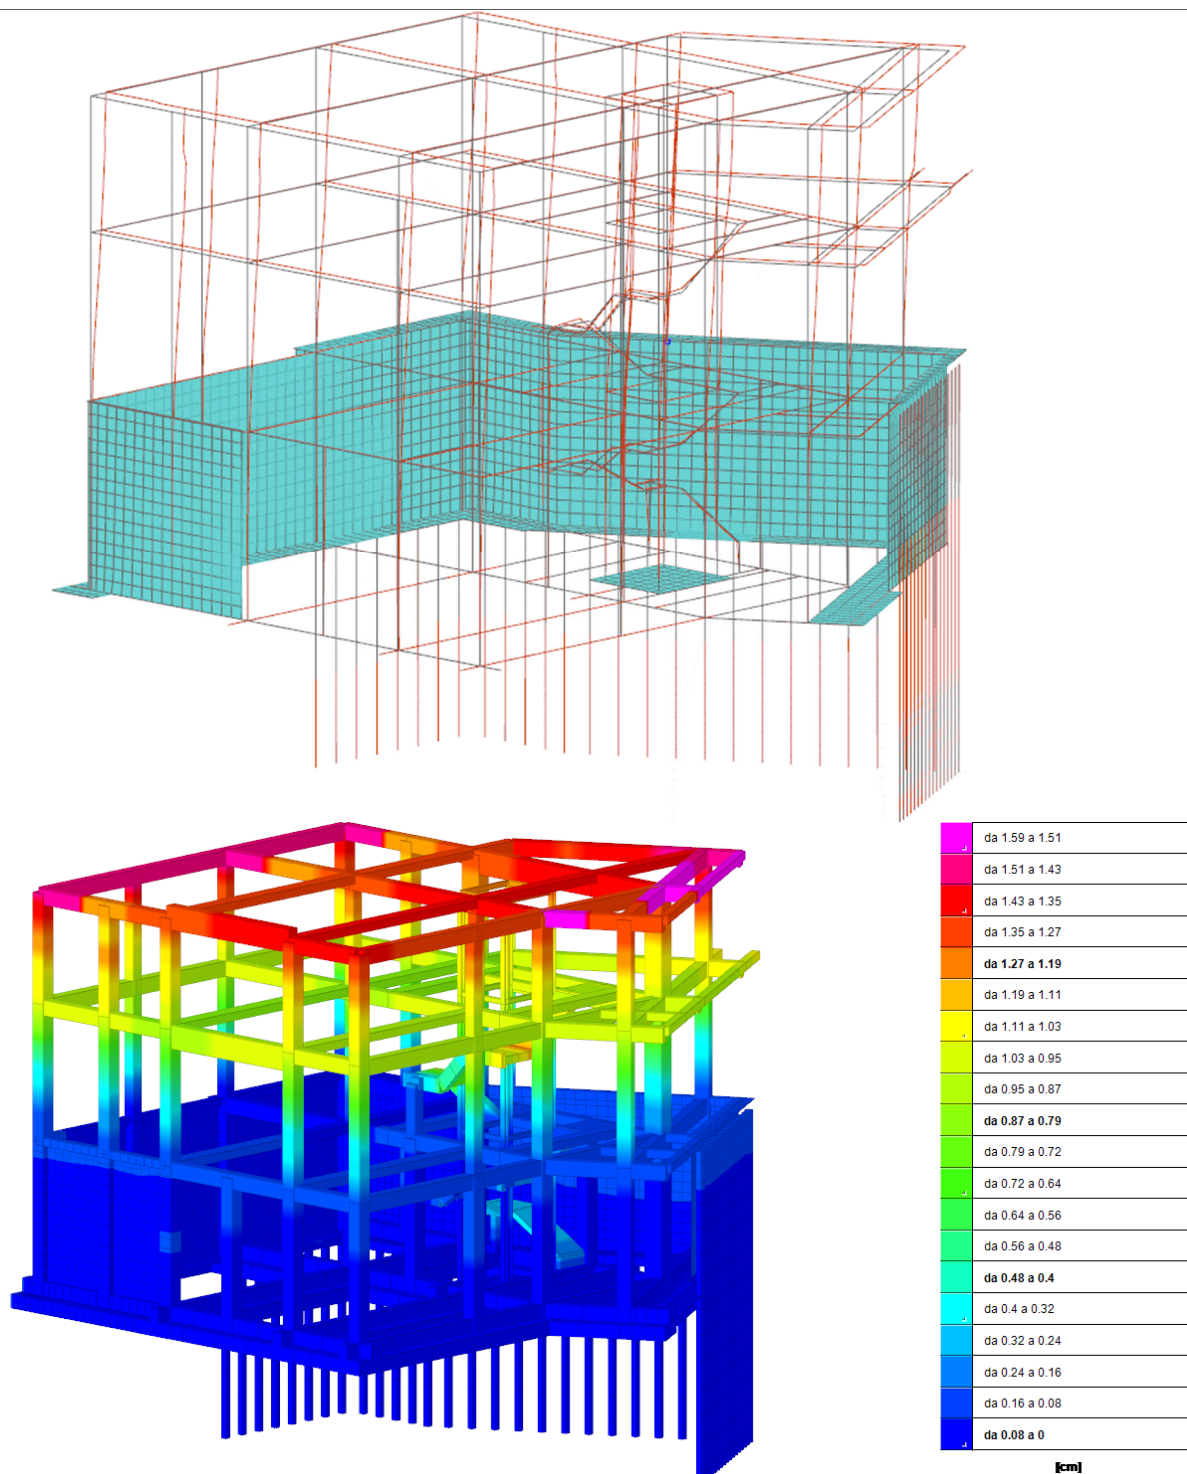 da 1.59 a 1.51
da 1.51 a 1.43
da 1.43 a 1.35
da 1.35 a 1.27
da 1.27 a 1.19
da 1.19 a 1.11
da 1.11 a 1.03
da 1.03 a 0.95
da 0.95 a 0.87
da 0.87 a 0.79
da 0.79 a 0.72
da 0.72 a 0.64
da 0.64 a 0.56
da 0.56 a 0.48
da 0.48 a 0.4
da 0.4 a 0.32
da 0.32 a 0.24
da 0.24 a 0.16
da 0.16 a 0.08
da 0.08 a 0
[cm]